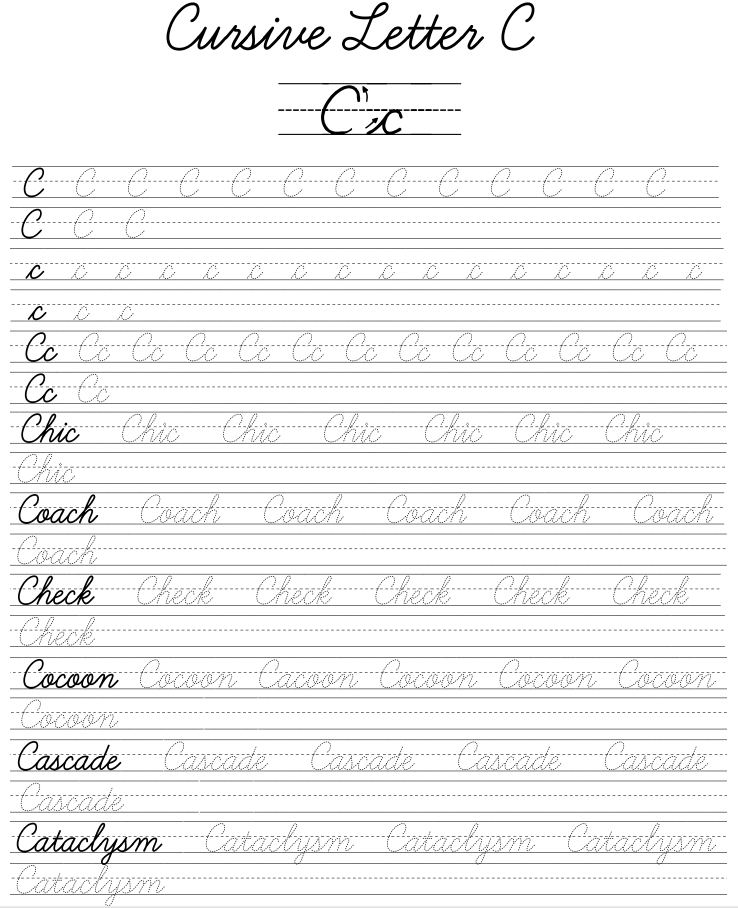 Cursive Letter C
C c
C C C C C C C C C C C C C
C C C
c c c c c c c c c c c c c c c c
c c c
Cc Cc Cc Cc Cc Cc Cc Cc Cc Cc Cc Cc Cc
Cc Cc
Chic Chic Chic Chic Chic Chic Chic
Chic
Coach Coach Coach Coach Coach Coach
Coach
Check Check Check Check Check Check
Check
Cocoon Cocoon Cacoon Cocoon Cocoon Cocoon
Cocoon
Cascade Cascade Cascade Cascade Cascade
Cascade
Cataclysm Cataclysm Cataclysm Cataclysm
Cataclysm